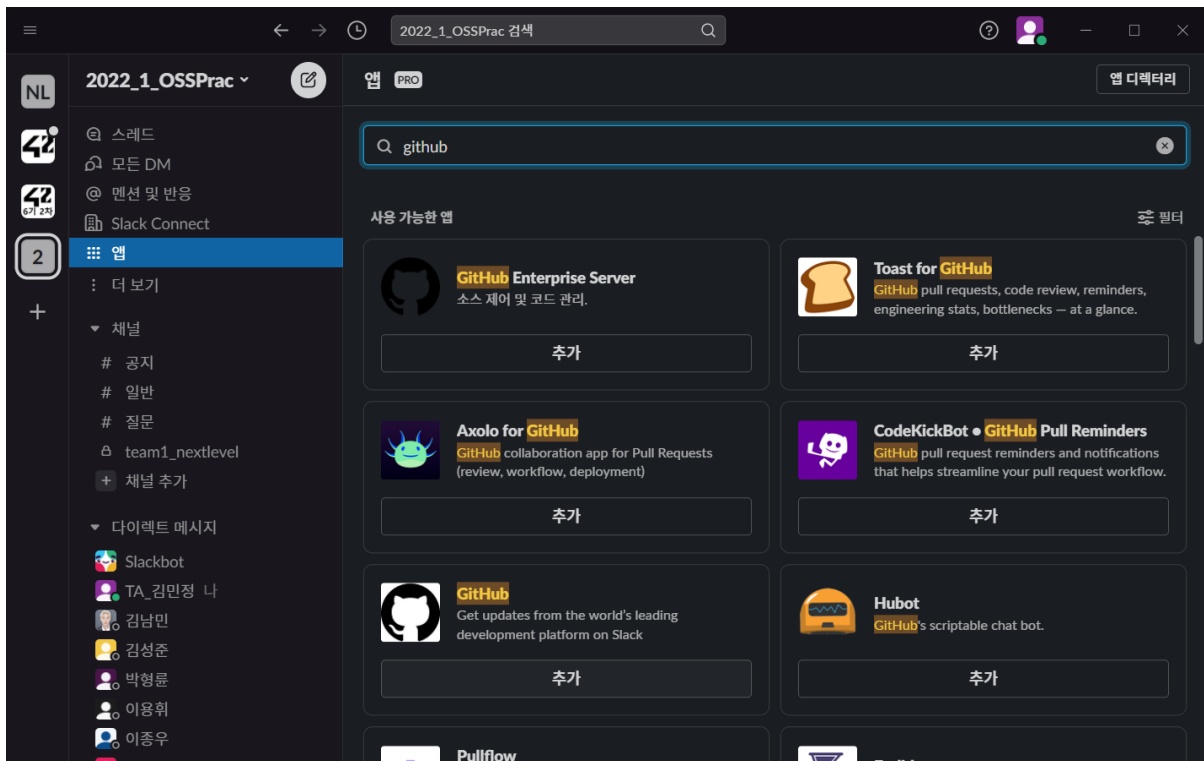 2022_1_OSSPrac 검색
NL
42
42
6기 2차
2
2022_1_OSSPrac
스레드
모든 DM
@ 멘션 및 반응
Slack Connect
앱
더 보기
채널
# 공지
# 일반
# 질문
team1_nextlevel
+ 채널 추가
다이렉트 메시지
Slackbot
TA_김민정 나
김남민
김성준
박형륜
이용휘
이종우
앱 PRO
앱 디렉터리
github
사용 가능한 앱
필터
GitHub Enterprise Server
소스 제어 및 코드 관리.
추가
Toast for GitHub
GitHub pull requests, code review, reminders,
engineering stats, bottlenecks — at a glance.
추가
Axolo for GitHub
GitHub collaboration app for Pull Requests
(review, workflow, deployment)
추가
CodeKickBot ● GitHub Pull Reminders
GitHub pull request reminders and notifications
that helps streamline your pull request workflow.
추가
GitHub
Get updates from the world's leading
development platform on Slack
추가
Hubot
GitHub's scriptable chat bot.
추가
Pullflow